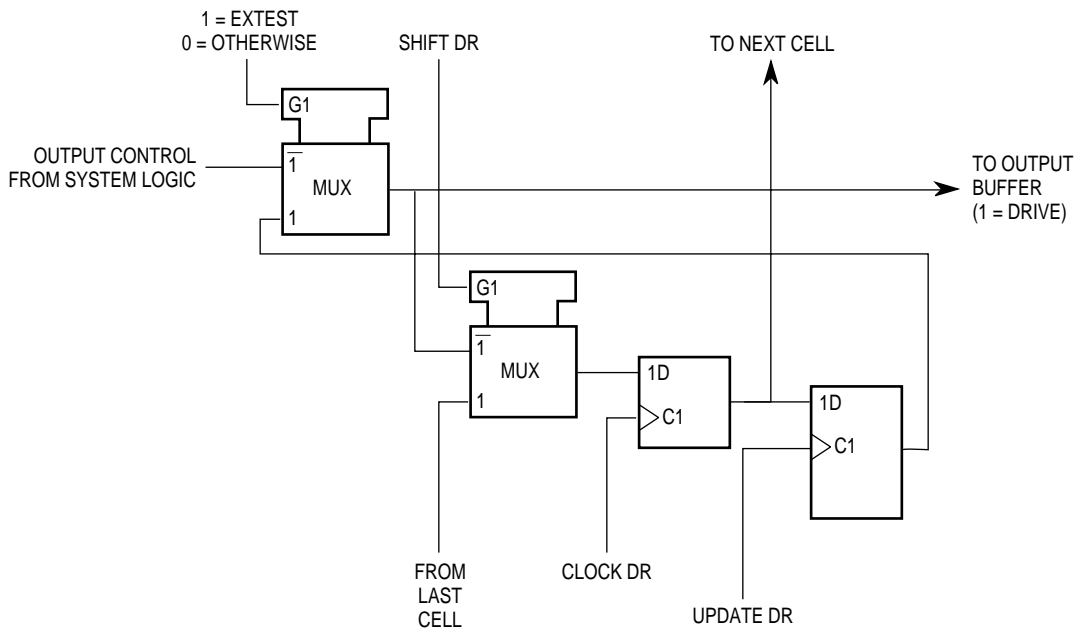 1 = EXTEST
0 = OTHERWISE
SHIFT DR
TO NEXT CELL
G1
OUTPUT CONTROL
FROM SYSTEM LOGIC
1
MUX
1
TO OUTPUT
BUFFER
(1 = DRIVE)
G1
1
MUX
1
1D
C1
1D
C1
FROM
LAST
CELL
CLOCK DR
UPDATE DR